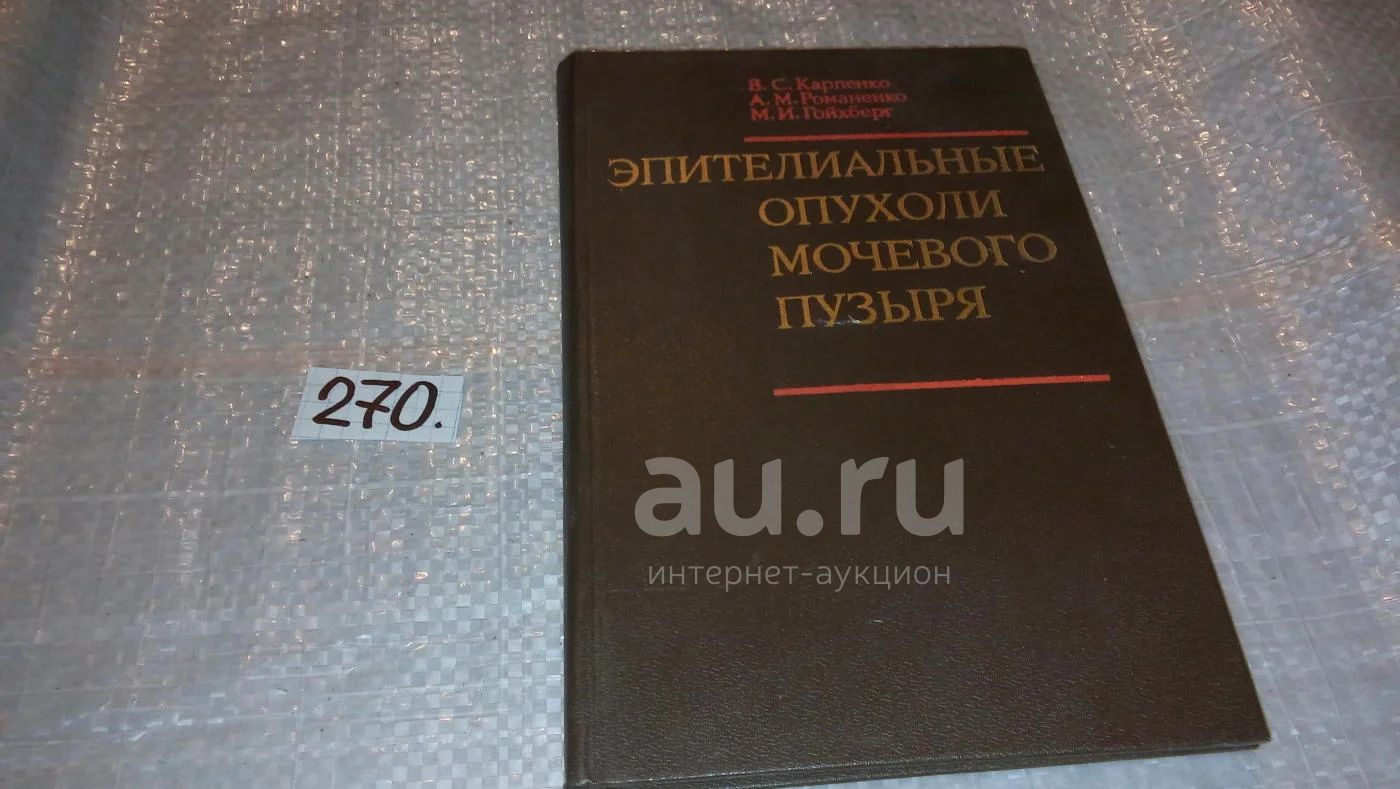 В. С. Карпенко
А. М. Романенко
М. И. Гойхберг
ЭПИТЕЛИАЛЬНЫЕ
ОПУХОЛИ
МОЧЕВОГО
ПУЗЫРЯ
270.
au.ru
интернет-аукцион